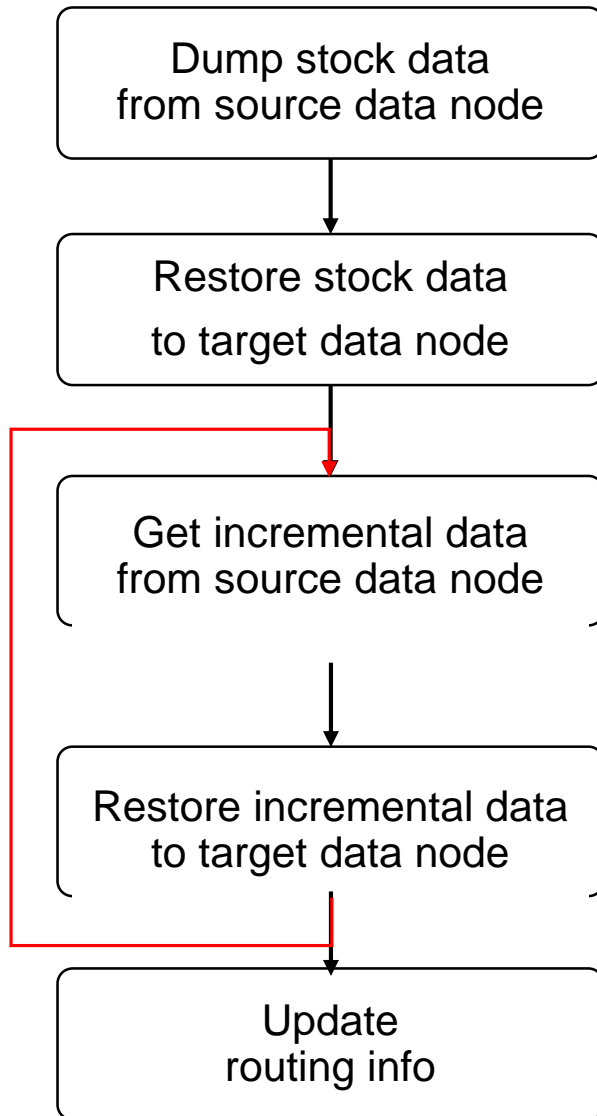 Dump stock data
from source data node
Restore stock data
to target data node
Get incremental data
from source data node
Restore incremental data
to target data node
Update
routing info